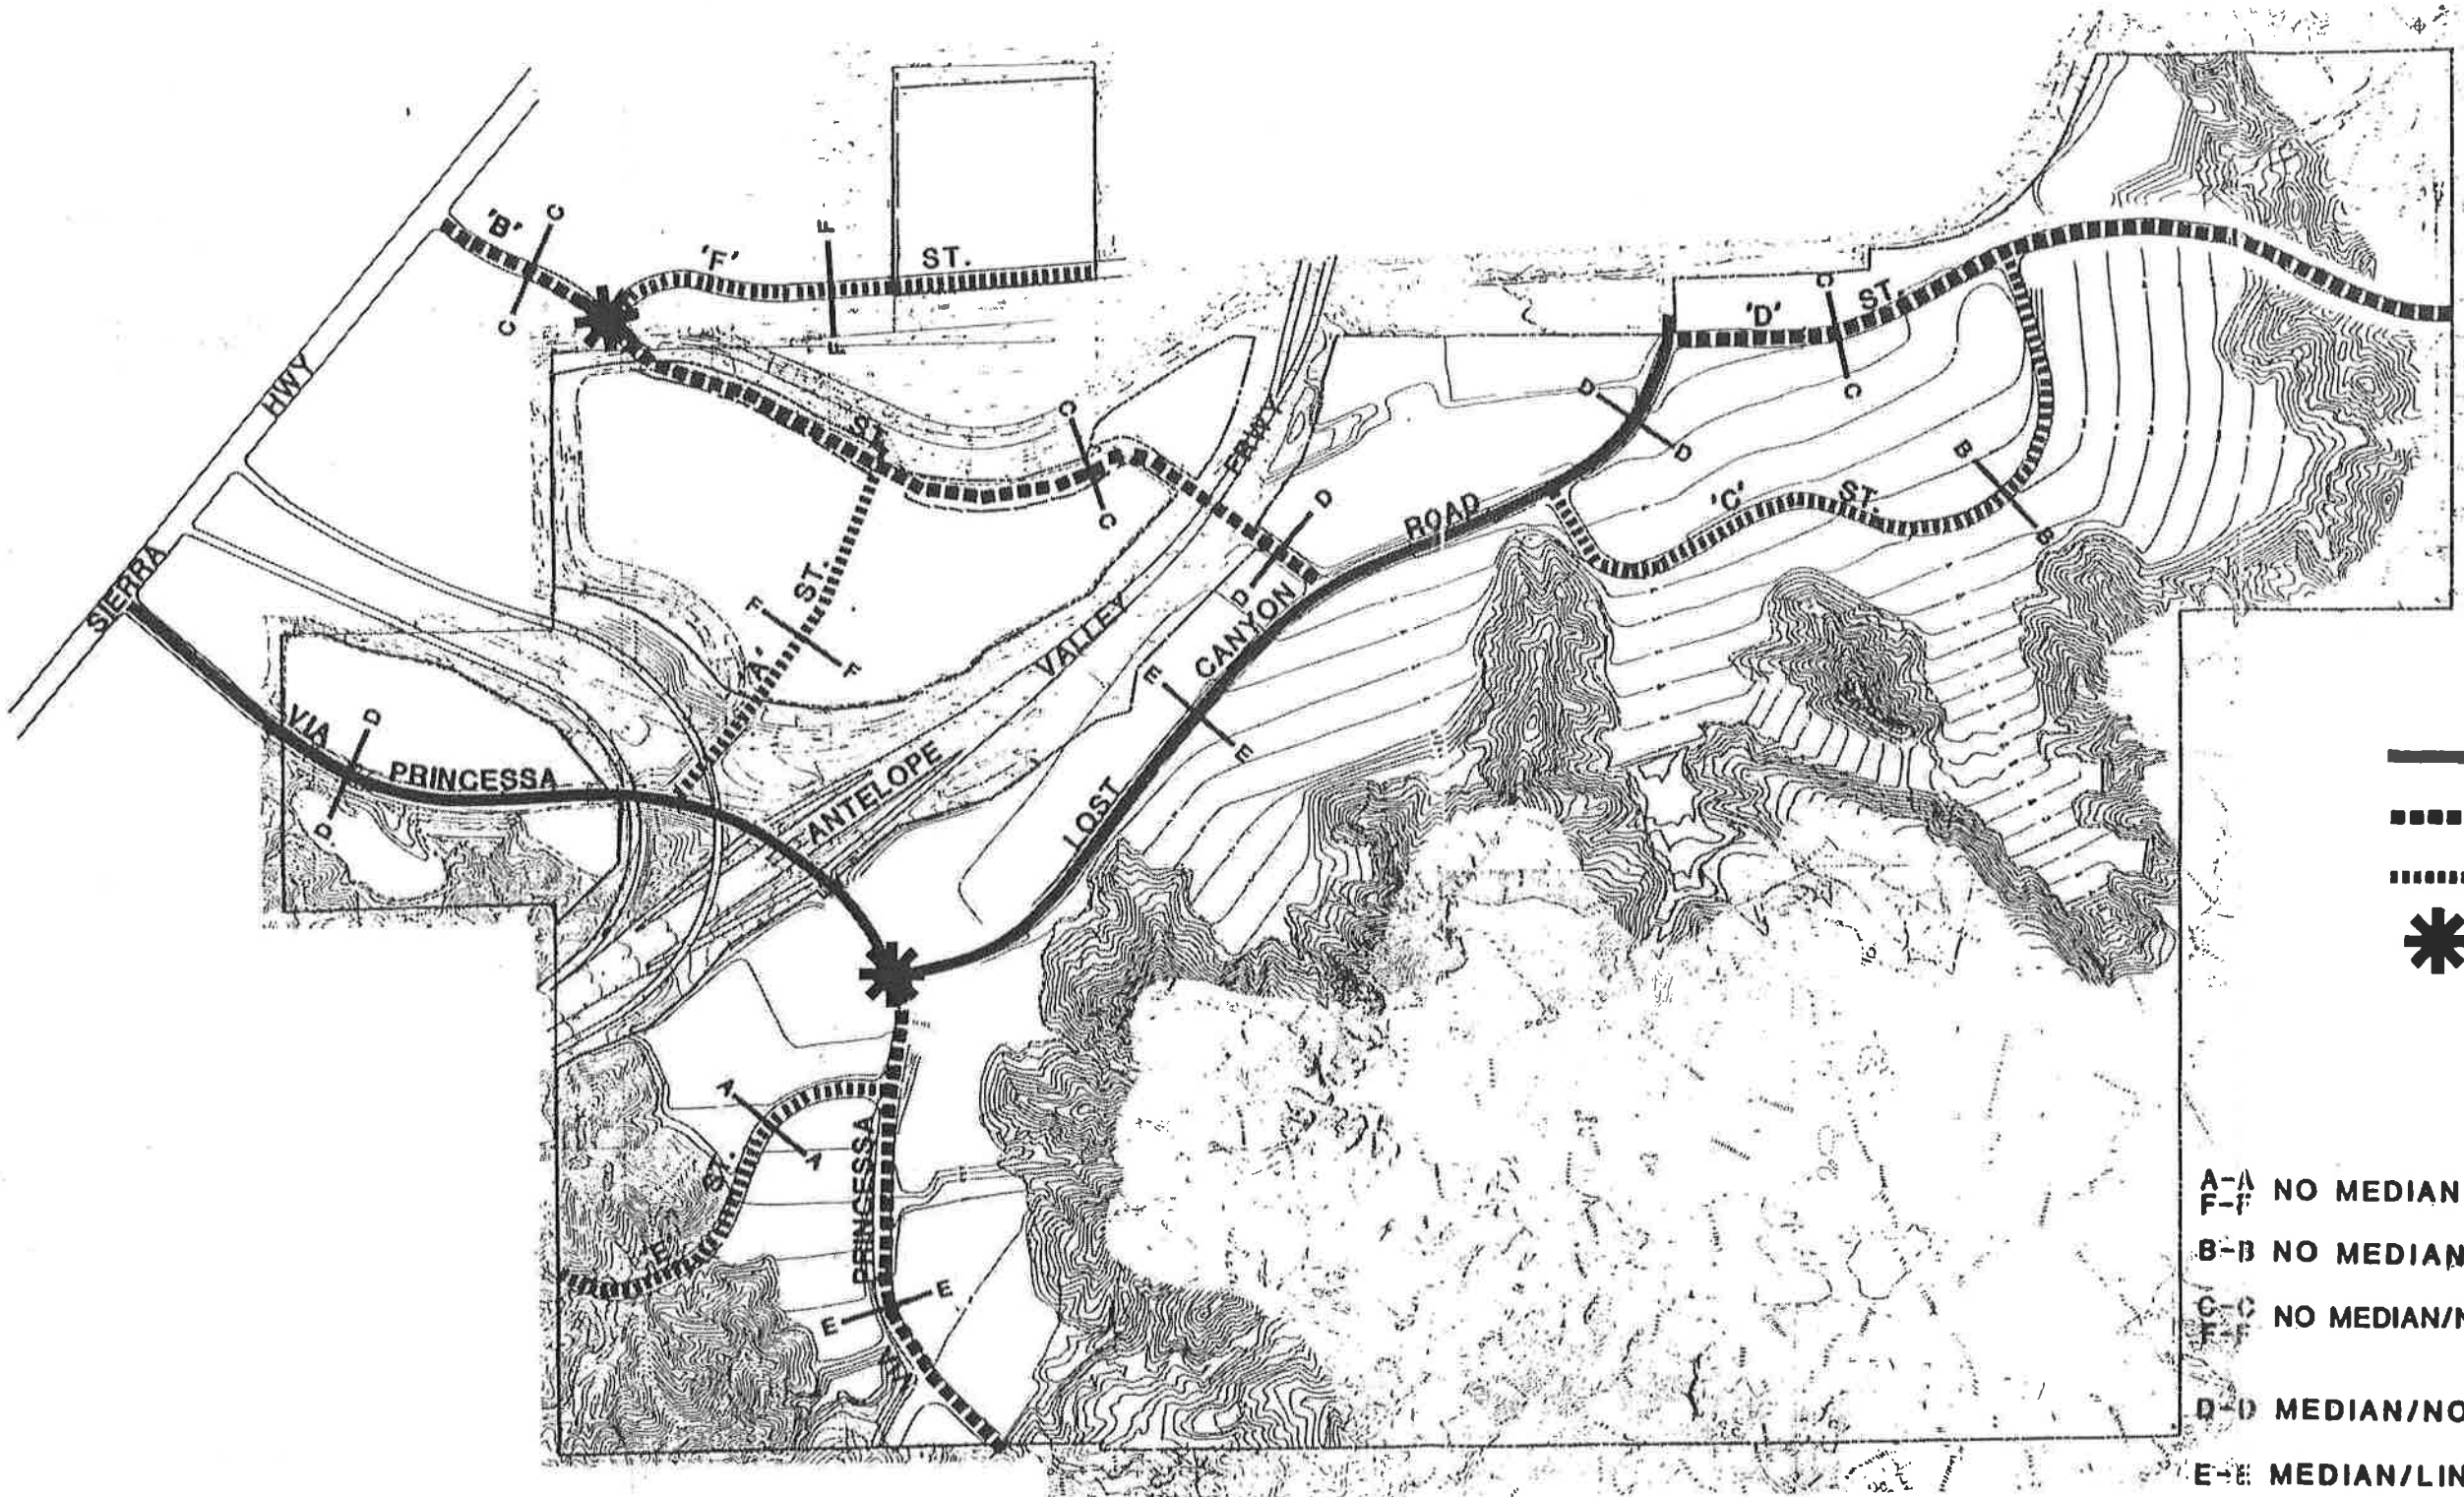 'B'
C
C
'F'
F
F
ST.
ST.
C
C
HWY
SIERRA
'A'
ST.
F
F
VIA
PRINCESSA
D
D
ANTELOPE
VALLEY
FRWY
LOST
CANYON
ROAD
D
D
E
E
D
D
'D'
ST.
C
C
'C'
ST.
B
B
A
A
ST.
'E'
PRINCESSA
E
E
A-A
F-F
NO MEDIAN
B-B NO MEDIAN
C-C
F-F
NO MEDIAN/
D-D MEDIAN/NO
E-E MEDIAN/LIN